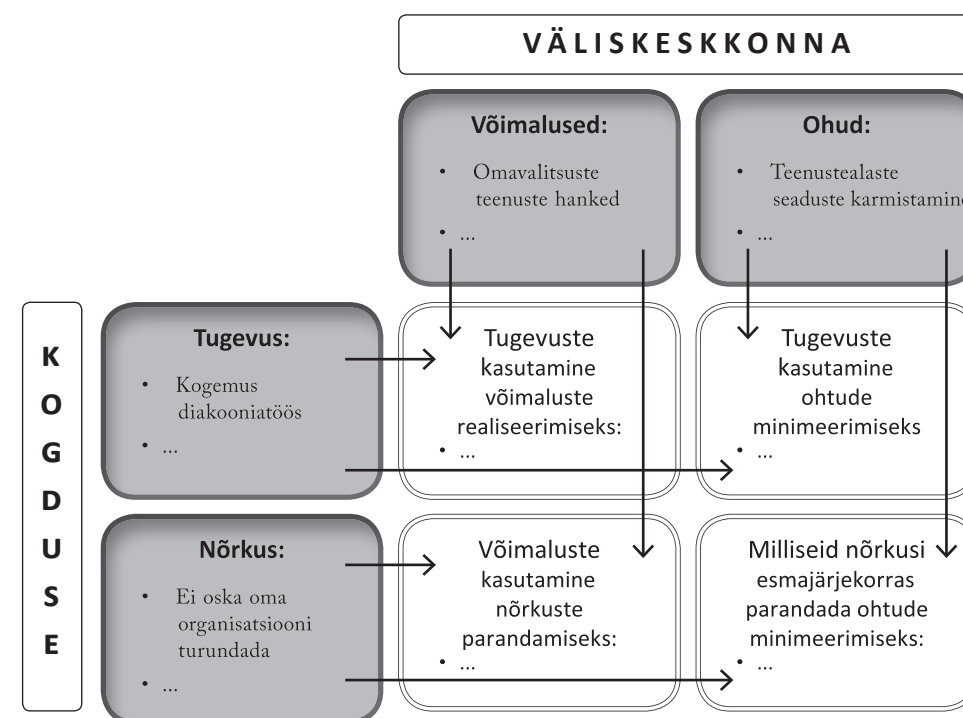 VÄLISKESKKONNA
Võimalused:
• Omavalitsuste
teenuste hanked
• ...
Ohud:
• Teenustealaste
seaduste karmistamine
• ...
KOGDUSE
Tugevus:
• Kogemus
diakooniatöös
• ...
Tugevuste
kasutamine
võimaluste
realiseerimiseks:
• ...
Tugevuste
kasutamine
ohtude
minimeerimiseks
• ...
Nõrkus:
• Ei oska oma
organisatsiooni
turundada
• ...
Võimaluste
kasutamine
nõrkuste
parandamiseks:
• ...
Milliseid nõrkusi
esmajärjekorras
parandada ohtude
minimeerimiseks:
• ...